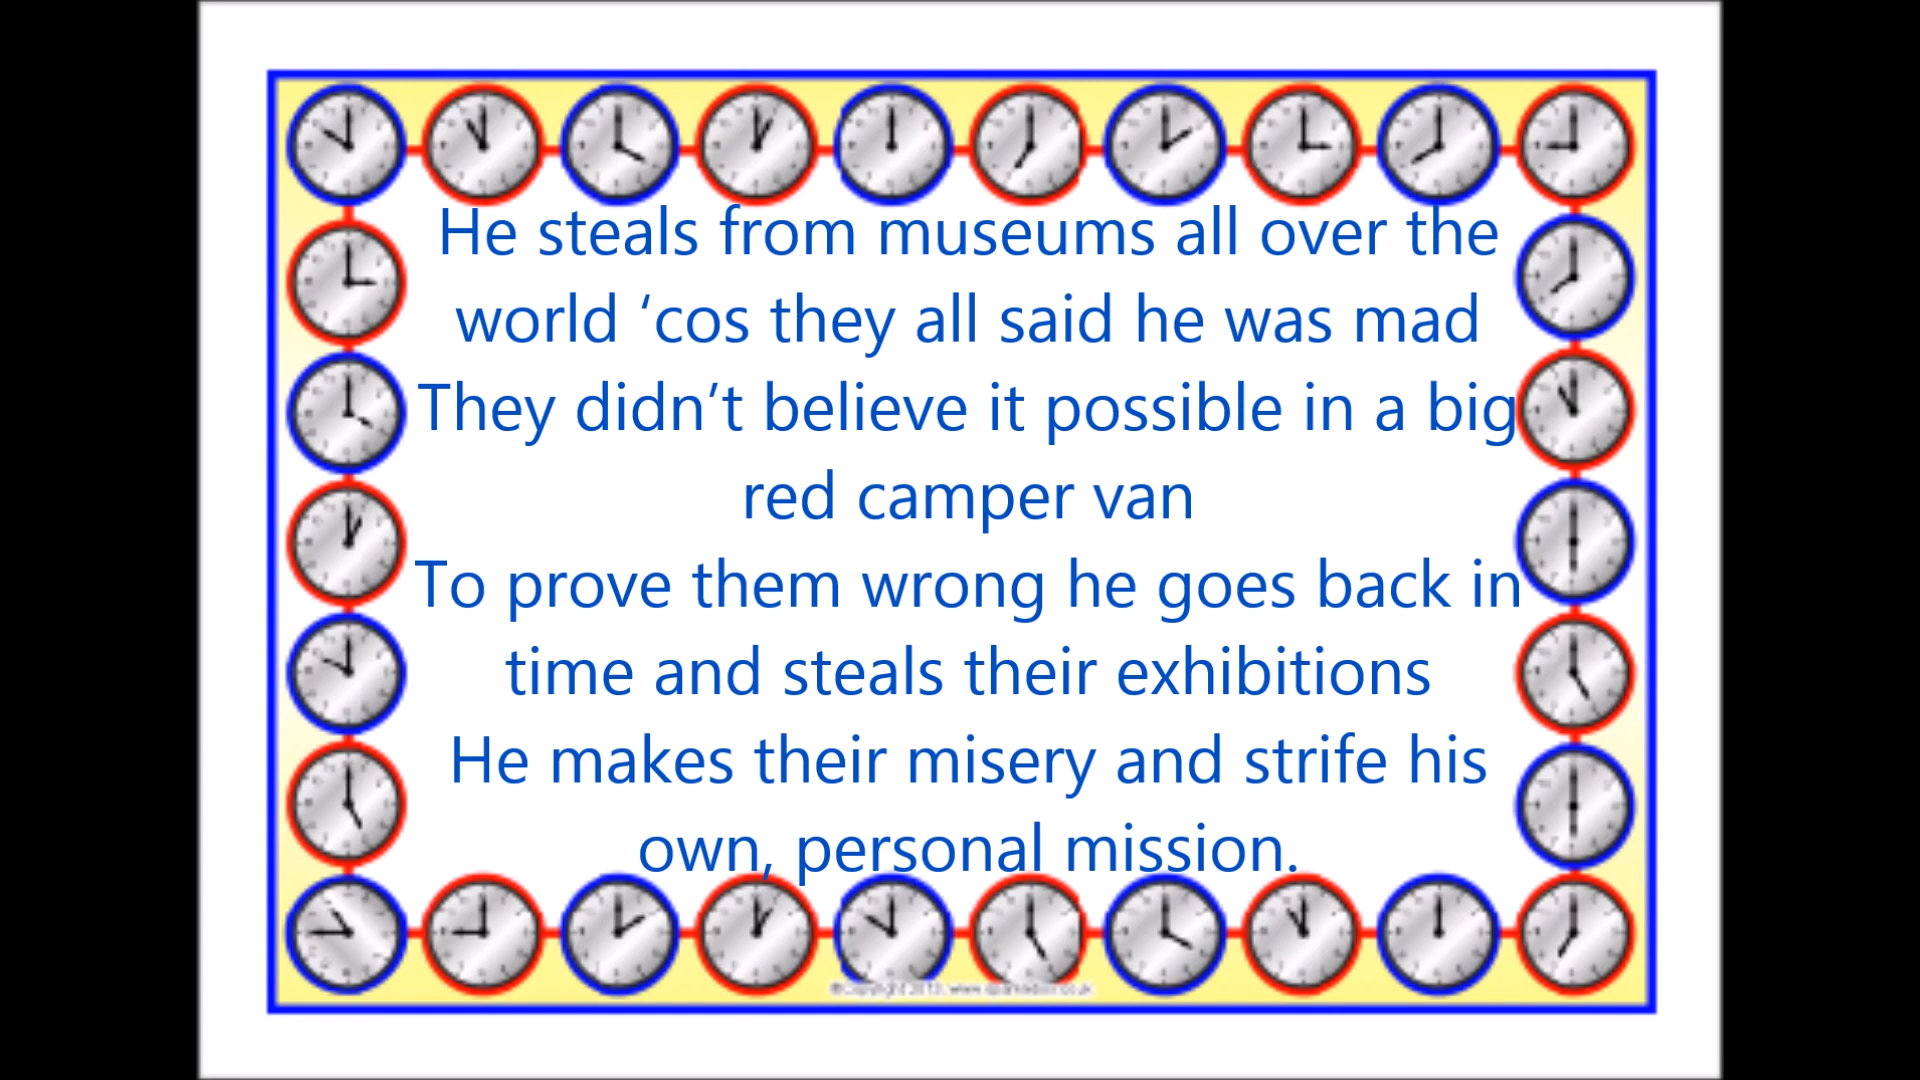 He steals from museums all over the
world ‘cos they all said he was mad
They didn’t believe it possible in a big
red camper van
To prove them wrong he goes back in
time and steals their exhibitions
He makes their misery and strife his
own, personal mission.